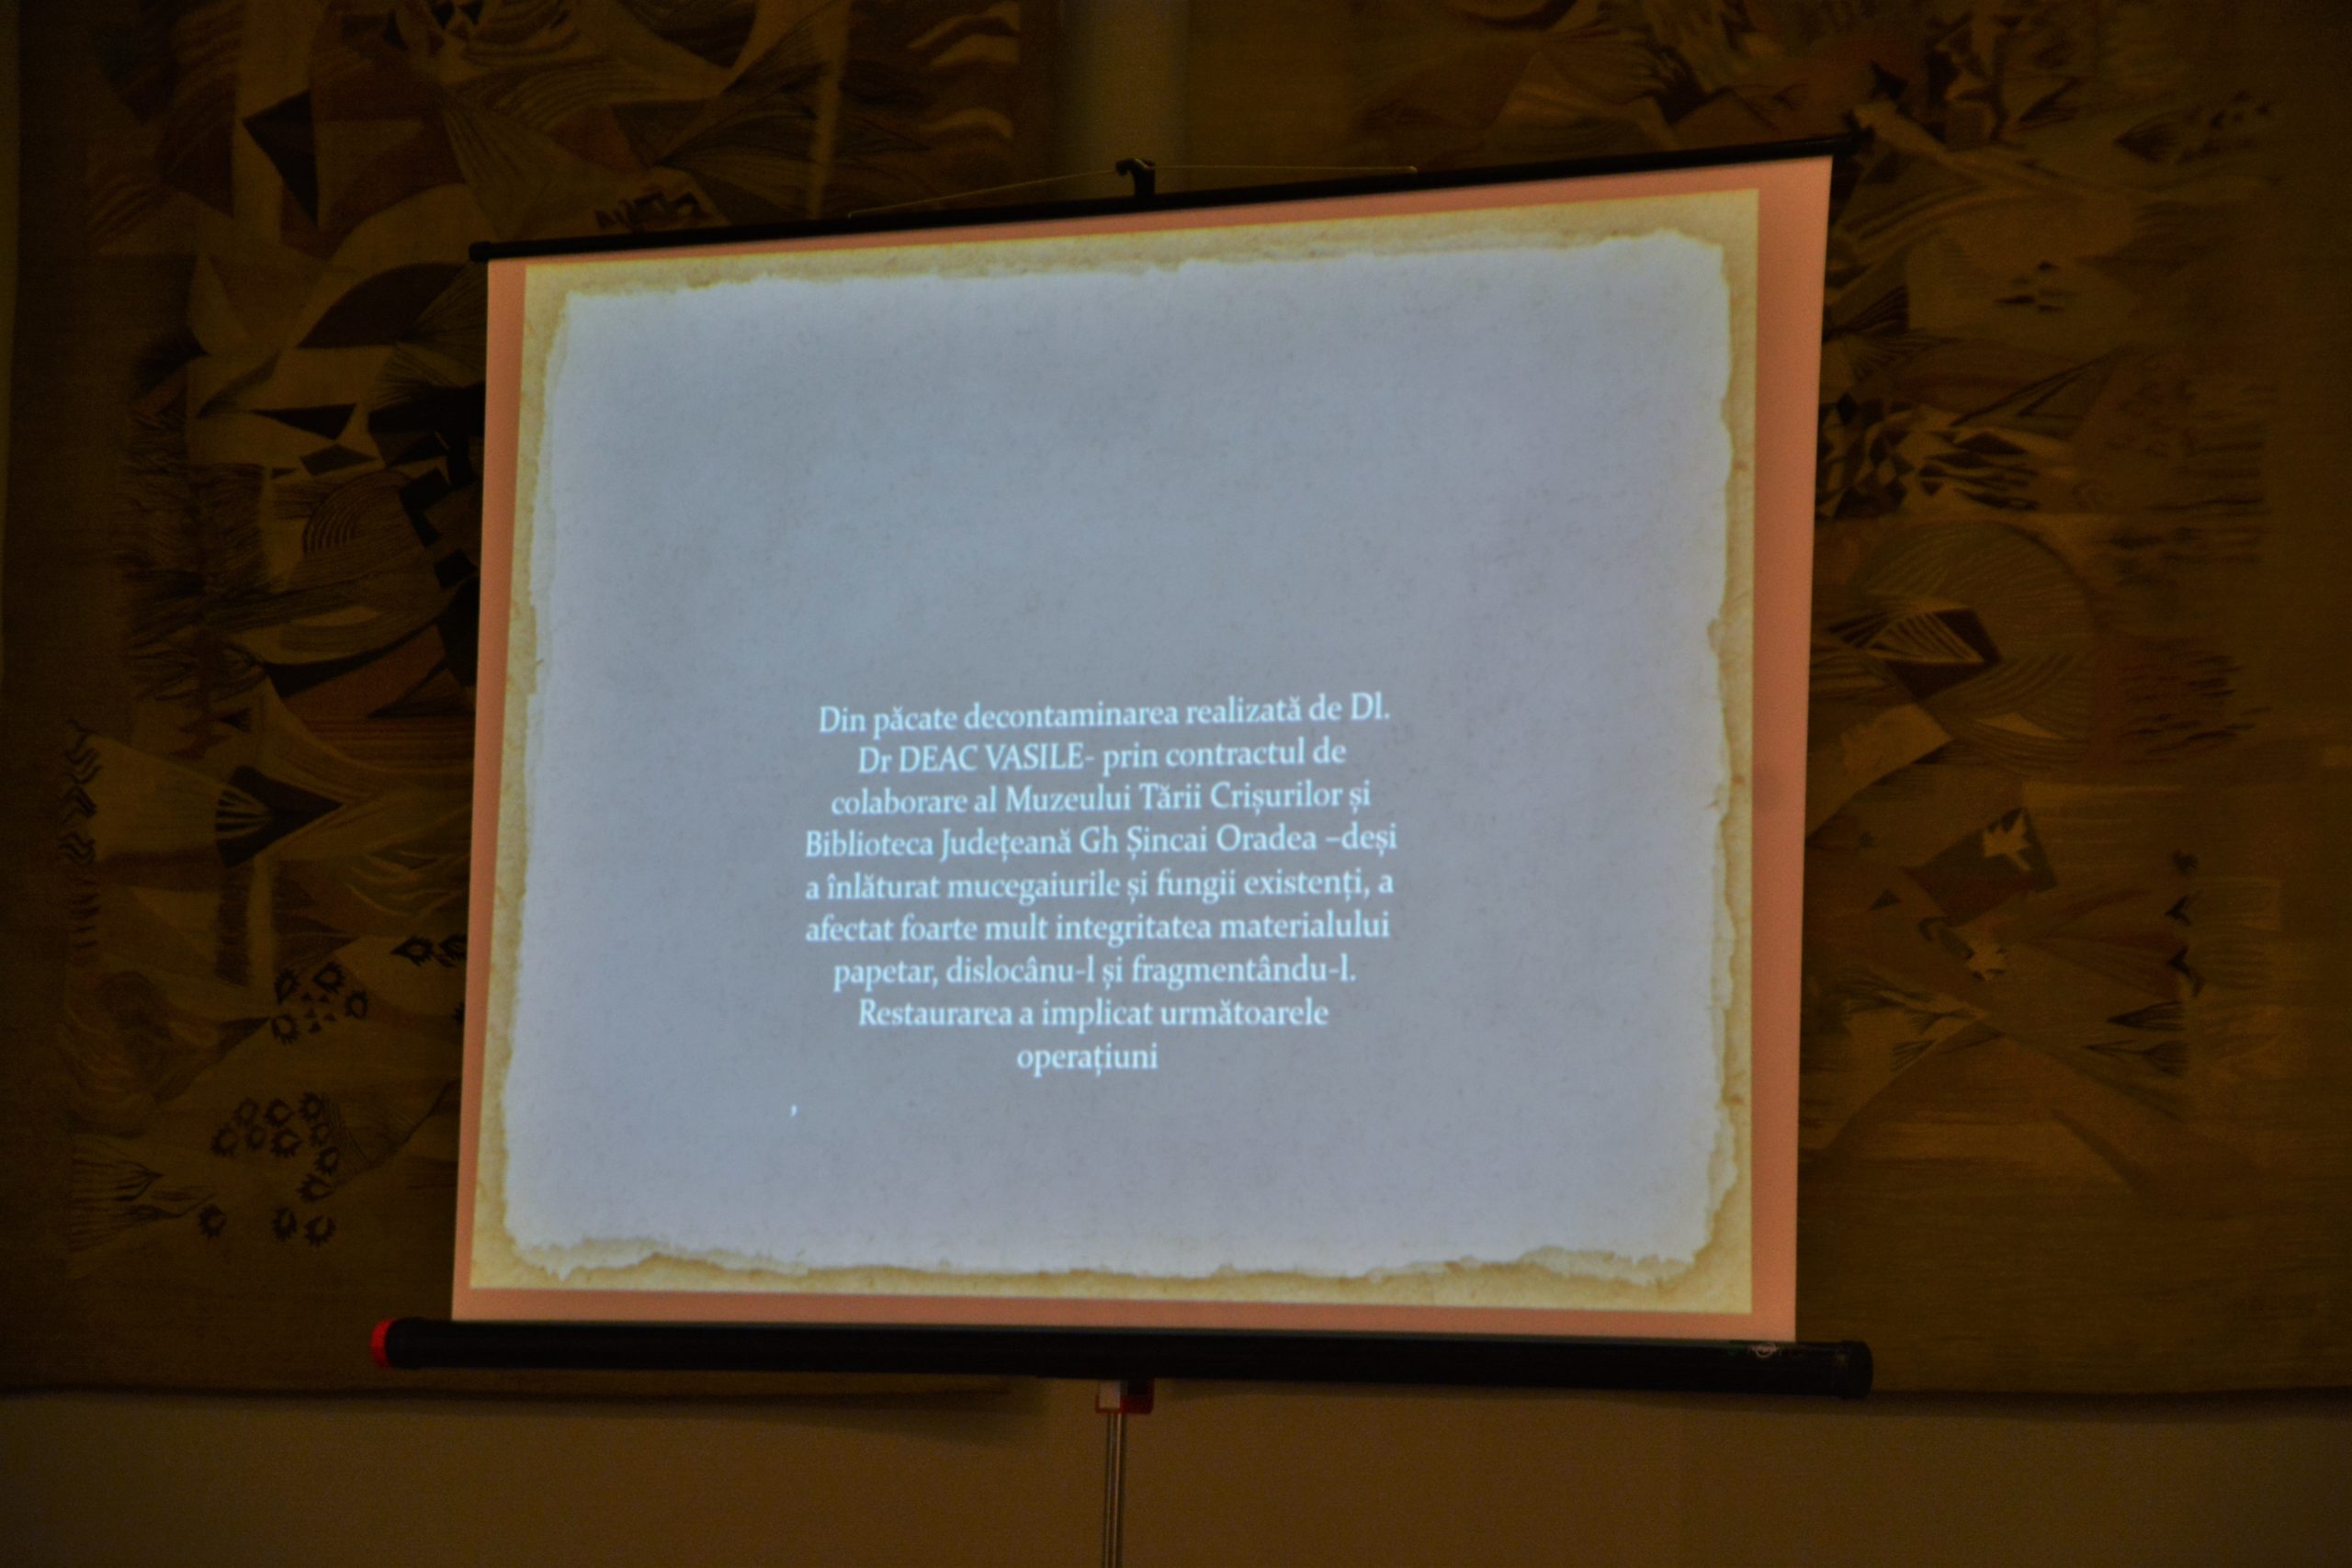 Din păcate decontaminarea realizată de Dl.
Dr DEAC VASILE- prin contractul de
colaborare al Muzeului Tării Crișurilor și
Biblioteca Județeană Gh Șincai Oradea –deși
a înlăturat mucegaiurile și fungii existenți, a
afectat foarte mult integritatea materialului
papetar, dislocânu-l și fragmentându-l.
Restaurarea a implicat următoarele
operațiuni
,